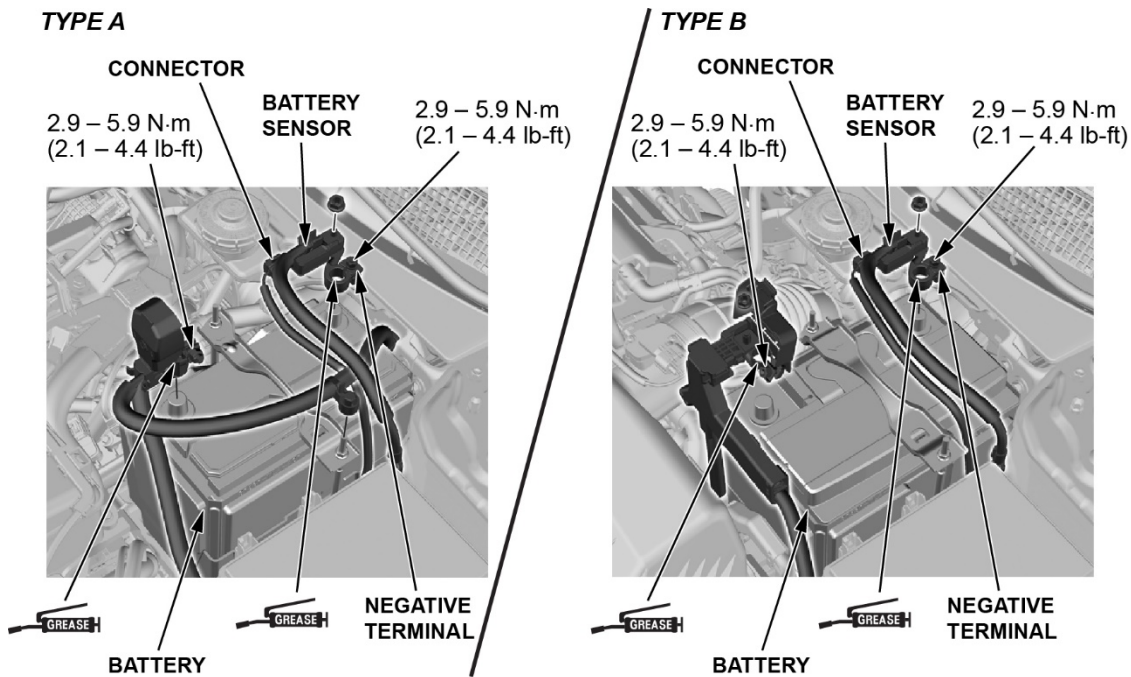 TYPE A
CONNECTOR
BATTERY
SENSOR
2.9 – 5.9 N·m
(2.1 – 4.4 lb-ft)
2.9 – 5.9 N·m
(2.1 – 4.4 lb-ft)
GREASE
GREASE
NEGATIVE
TERMINAL
BATTERY
TYPE B
CONNECTOR
BATTERY
SENSOR
2.9 – 5.9 N·m
(2.1 – 4.4 lb-ft)
2.9 – 5.9 N·m
(2.1 – 4.4 lb-ft)
GREASE
GREASE
NEGATIVE
TERMINAL
BATTERY